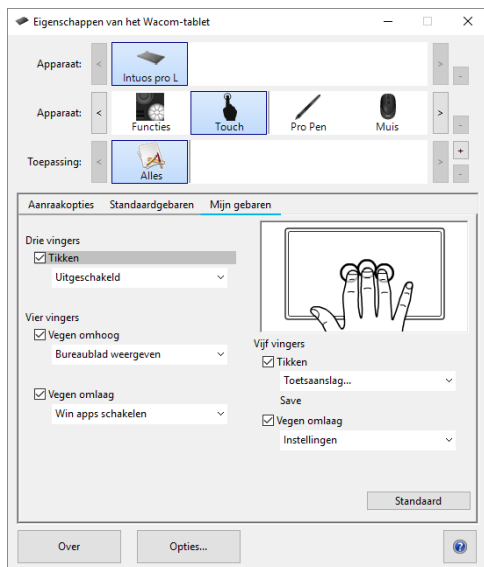 Eigenschappen van het Wacom-tablet
Apparaat:
Intuos pro L
Apparaat:
Functies
Touch
Pro Pen
Muis
Toepassing:
Alles
Aanraakopties
Standaardgebaren
Mijn gebaren
Drie vingers
Tikken
Uitgeschakeld
Vier vingers
Vegen omhoog
Bureaublad weergeven
Vegen omlaag
Win apps schakelen
Vijf vingers
Tikken
Toetsaanslag...
Save
Vegen omlaag
Instellingen
Standaard
Over
Opties...